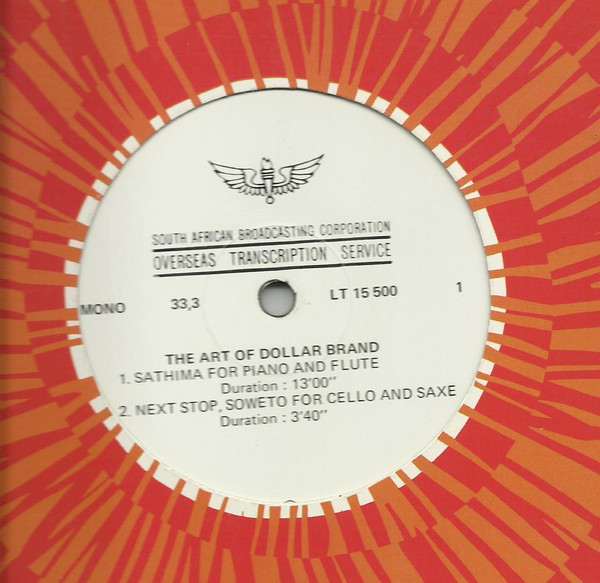 SOUTH AFRICAN BROADCASTING CORPORATION
OVERSEAS TRANSCRIPTION SERVICE
MONO 33,3 LT 15 500 1
THE ART OF DOLLAR BRAND
1. SATHIMA FOR PIANO AND FLUTE
Duration : 13'00"
2. NEXT STOP, SOWETO FOR CELLO AND SAXE
Duration : 3'40"